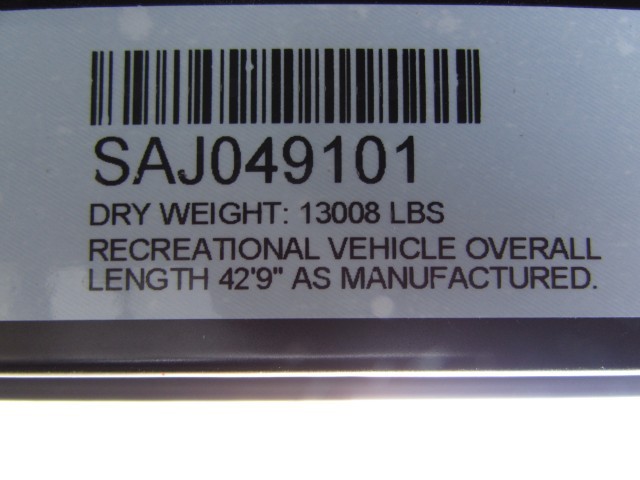 SAJ049101
DRY WEIGHT: 13008 LBS
RECREATIONAL VEHICLE OVERALL
LENGTH 42'9" AS MANUFACTURED.